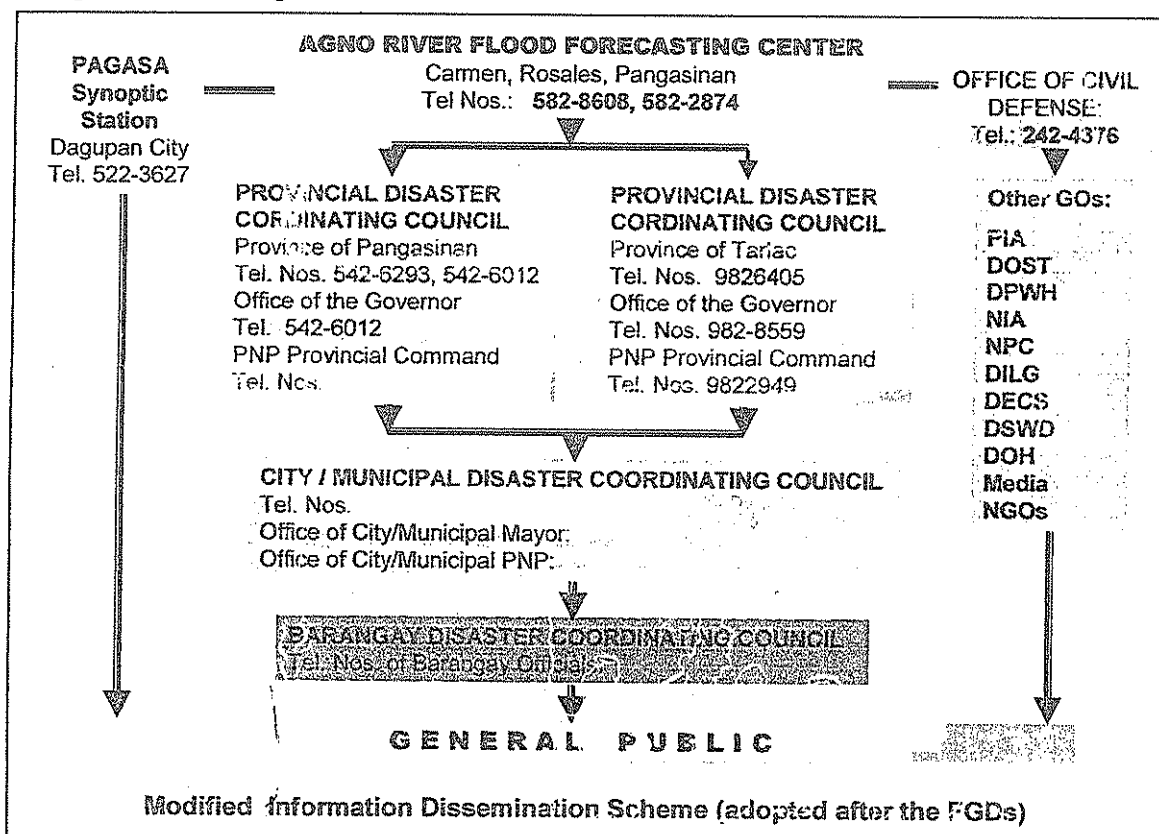 AGNO RIVER FLOOD FORECASTING CENTER
Carmen, Rosales, Pangasinan
Tel Nos.: 582-8608, 582-2874
PAGASA
Synoptic
Station
Dagupan City
Tel. 522-3627
OFFICE OF CIVIL
DEFENSE:
Tel.: 242-4376
PROVINCIAL DISASTER
CORDINATING COUNCIL
Province of Pangasinan
Tel. Nos. 542-6293, 542-6012
Office of the Governor
Tel. 542-6012
PNP Provincial Command
Tel. Nos.
PROVINCIAL DISASTER
CORDINATING COUNCIL
Province of Tarlac
Tel. Nos. 9826405
Office of the Governor
Tel. Nos. 982-8559
PNP Provincial Command
Tel. Nos. 9822949
Other GOs:
PIA
DOST
DPWH
NIA
NPC
DILG
DECS
DSWD
DOH
Media
NGOs
CITY / MUNICIPAL DISASTER COORDINATING COUNCIL
Tel. Nos.
Office of City/Municipal Mayor:
Office of City/Municipal PNP:
BARANGAY DISASTER COORDINATING COUNCIL
Tel. Nos. of Barangay Officials
GENERAL PUBLIC
Modified Information Dissemination Scheme (adopted after the FGDs)